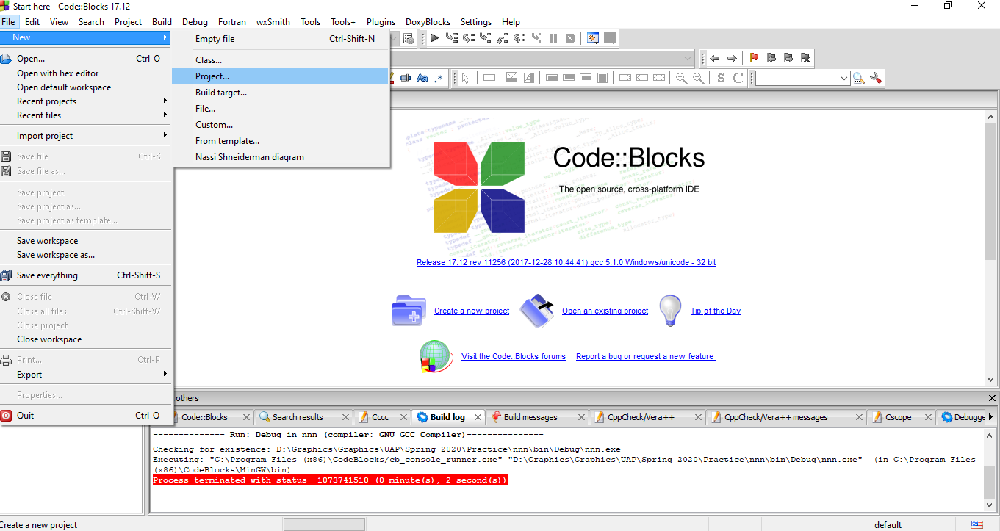 Start here - Code::Blocks 17.12
File Edit View Search Project Build Debug Fortran wxSmith Tools Tools+ Plugins DoxyBlocks Settings Help
New
Open... Ctrl-O
Open with hex editor
Open default workspace
Recent projects
Recent files
Import project
Save file Ctrl-S
Save file as...
Save project
Save project as...
Save project as template...
Save workspace
Save workspace as...
Save everything Ctrl-Shift-S
Close file Ctrl-W
Close all files Ctrl-Shift-W
Close project
Close workspace
Print... Ctrl-P
Export
Properties...
Quit Ctrl-Q
Empty file Ctrl-Shift-N
Class...
Project...
Build target...
File...
Custom...
From template...
Nassi Shneiderman diagram
Aa .*
S C
Code::Blocks
The open source, cross-platform IDE
Release 17.12 rev 11256 (2017-12-28 10:44:41) gcc 5.1.0 Windows/unicode - 32 bit
Create a new project Open an existing project Tip of the Day
Visit the Code::Blocks forums Report a bug or request a new feature
others
Code::Blocks Search results Cccc Build log Build messages CppCheck/Vera++ CppCheck/Vera++ messages Cscope Debugge
-------------- Run: Debug in nnn (compiler: GNU GCC Compiler)---------------
Checking for existence: D:\Graphics\Graphics\UAP\Spring 2020\Practice\nnn\bin\Debug\nnn.exe
Executing: "C:\Program Files (x86)\CodeBlocks/cb_console_runner.exe" "D:\Graphics\Graphics\UAP\Spring 2020\Practice\nnn\bin\Debug\nnn.exe"  (in C:\Program Files
(x86)\CodeBlocks\MinGW\bin)
Process terminated with status -1073741510 (0 minute(s), 2 second(s))
Create a new project default